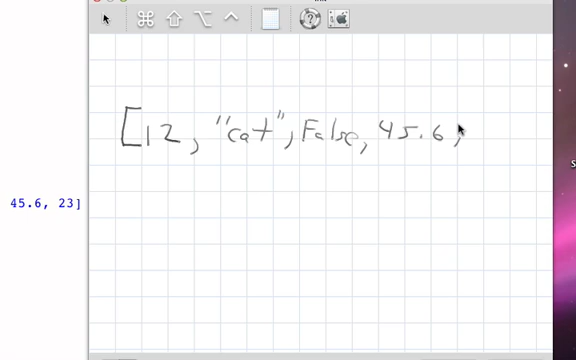 [12, "cat", False, 45.6,
45.6, 23]